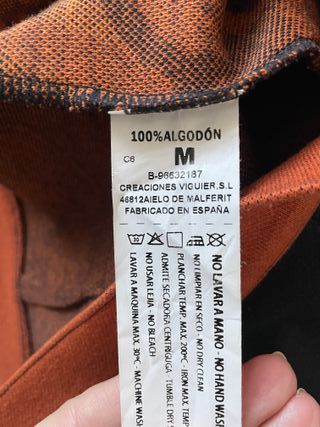 100%ALGODÓN
C6 M
B-96632187
CREACIONES VIGUIER,S.L
46812AIELO DE MALFERIT
FABRICADO EN ESPAÑA
30
NO LAVAR A MANO - NO HAND WASH
NO LIMPIAR EN SECO - NO DRY CLEAN
PLANCHAR TEMP. MAX. 200ºC - IRON MAX. TEMP
ADMITE SECADORA CENTRIFUGA - TUMBLE DRY
NO USAR LEJIA - NO BLEACH
LAVAR A MAQUINA MAX. 30ºC - MACHINE WASH